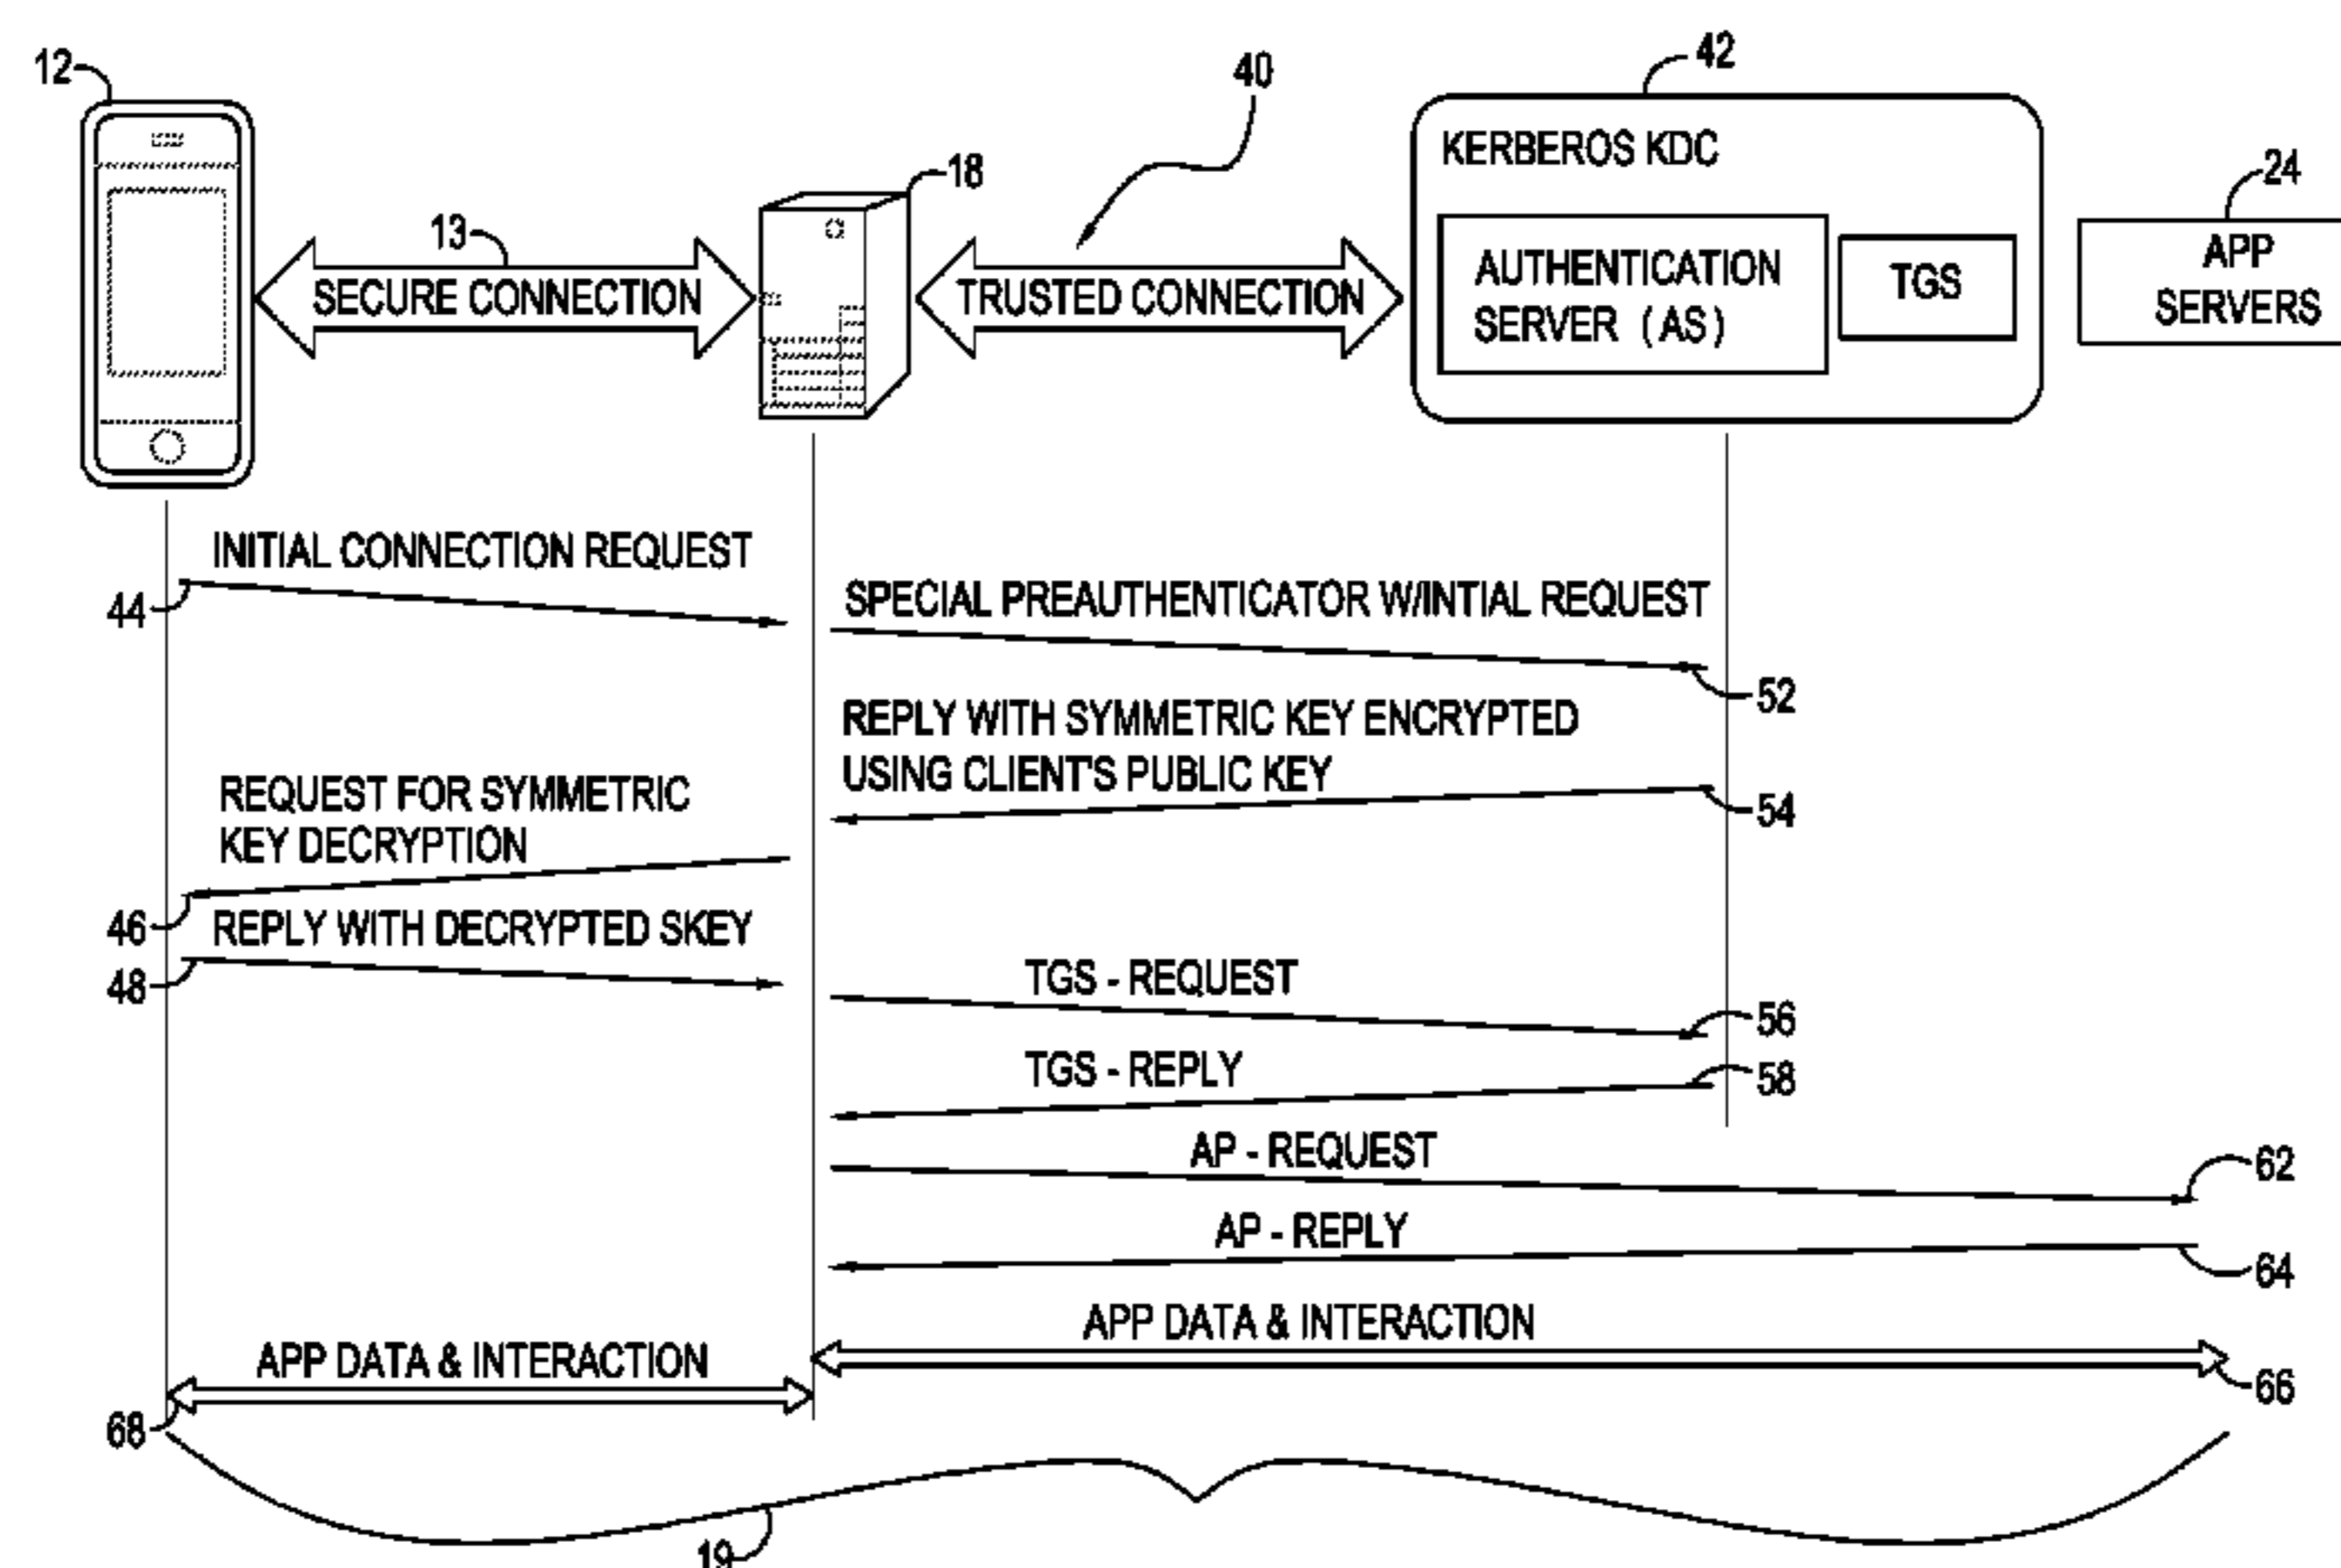 12
42
40
KERBEROS KDC
18
24
13
AUTHENTICATION
SERVER (AS)
TGS
APP
SERVERS
SECURE CONNECTION
TRUSTED CONNECTION
INITIAL CONNECTION REQUEST
44
SPECIAL PREAUTHENTICATOR W/INTIAL REQUEST
52
REPLY WITH SYMMETRIC KEY ENCRYPTED
USING CLIENT'S PUBLIC KEY
54
REQUEST FOR SYMMETRIC
KEY DECRYPTION
46
REPLY WITH DECRYPTED SKEY
48
TGS - REQUEST
56
TGS - REPLY
58
AP - REQUEST
62
AP - REPLY
64
APP DATA & INTERACTION
66
APP DATA & INTERACTION
68
19